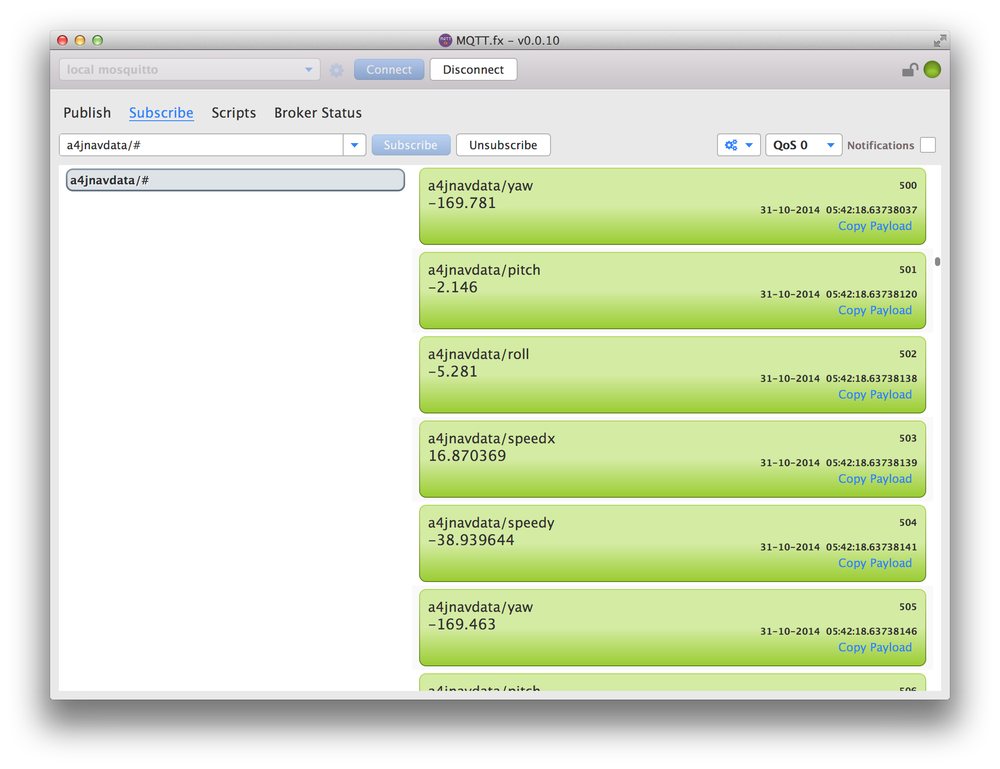 MQTT.fx - v0.0.10
local mosquitto
Connect
Disconnect
Publish
Subscribe
Scripts
Broker Status
a4jnavdata/#
Subscribe
Unsubscribe
QoS 0
Notifications
a4jnavdata/#
a4jnavdata/yaw
500
-169.781
31-10-2014 05:42:18.63738037
Copy Payload
a4jnavdata/pitch
501
-2.146
31-10-2014 05:42:18.63738120
Copy Payload
a4jnavdata/roll
502
-5.281
31-10-2014 05:42:18.63738138
Copy Payload
a4jnavdata/speedx
503
16.870369
31-10-2014 05:42:18.63738139
Copy Payload
a4jnavdata/speedy
504
-38.939644
31-10-2014 05:42:18.63738141
Copy Payload
a4jnavdata/yaw
505
-169.463
31-10-2014 05:42:18.63738146
Copy Payload
a4jnavdata/pitch
506